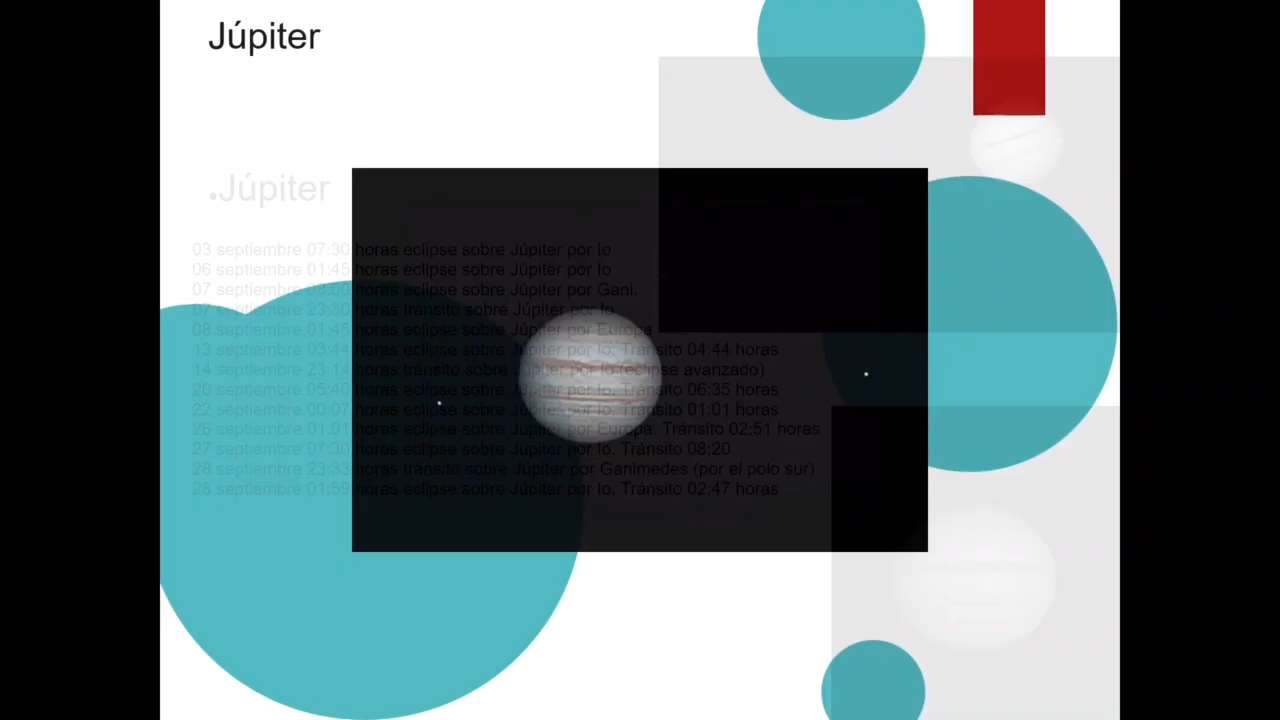 Júpiter
•Júpiter
03 septiembre 07:30 horas eclipse sobre Júpiter por Io
06 septiembre 01:45 horas eclipse sobre Júpiter por Io
07 septiembre 08:00 horas eclipse sobre Júpiter por Gani.
07 septiembre 23:30 horas tránsito sobre Júpiter por Io
08 septiembre 01:45 horas eclipse sobre Júpiter por Europa
13 septiembre 03:44 horas eclipse sobre Júpiter por Io. Tránsito 04:44 horas
14 septiembre 23:14 horas tránsito sobre Júpiter por Io (eclipse avanzado)
20 septiembre 05:40 horas eclipse sobre Júpiter por Io. Tránsito 06:35 horas
22 septiembre 00:07 horas eclipse sobre Júpiter por Io. Tránsito 01:01 horas
26 septiembre 01:01 horas eclipse sobre Júpiter por Europa. Tránsito 02:51 horas
27 septiembre 07:30 horas eclipse sobre Júpiter por Io. Tránsito 08:20
28 septiembre 23:33 horas tránsito sobre Júpiter por Ganimedes (por el polo sur)
28 septiembre 01:59 horas eclipse sobre Júpiter por Io. Tránsito 02:47 horas